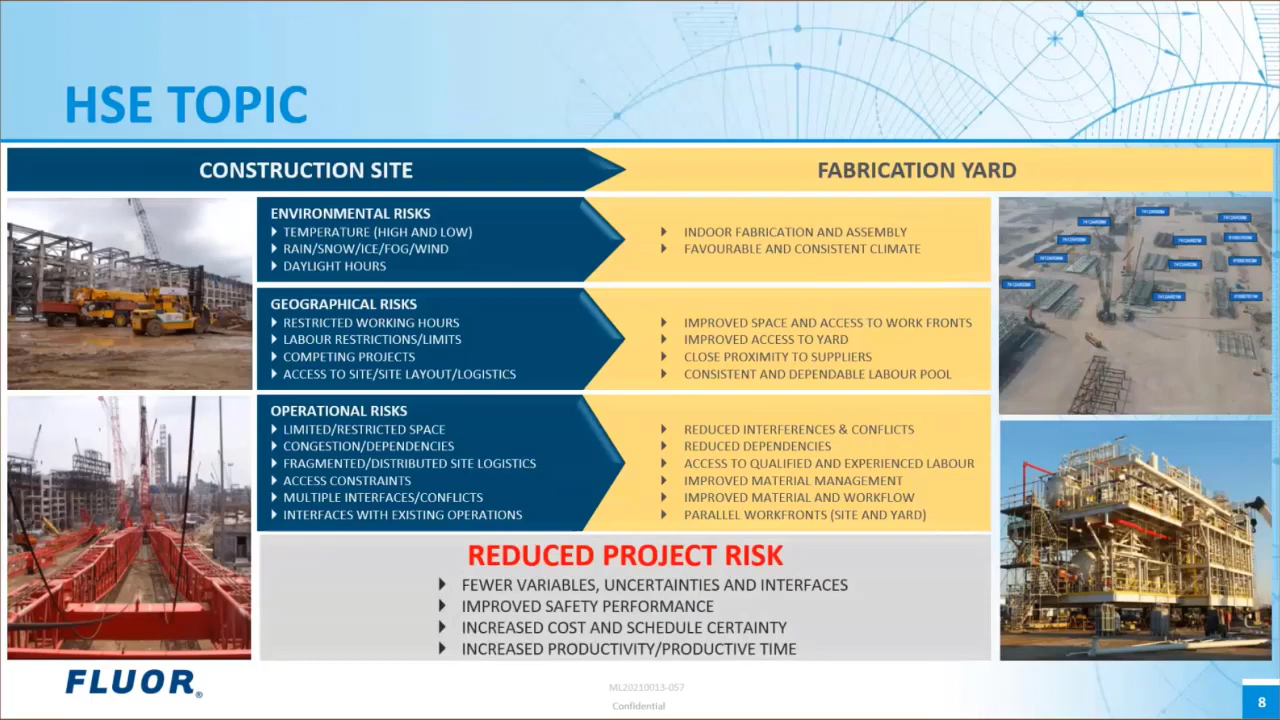 HSE TOPIC
CONSTRUCTION SITE
FABRICATION YARD
ENVIRONMENTAL RISKS
TEMPERATURE (HIGH AND LOW)
RAIN/SNOW/ICE/FOG/WIND
DAYLIGHT HOURS
INDOOR FABRICATION AND ASSEMBLY
FAVOURABLE AND CONSISTENT CLIMATE
GEOGRAPHICAL RISKS
RESTRICTED WORKING HOURS
LABOUR RESTRICTIONS/LIMITS
COMPETING PROJECTS
ACCESS TO SITE/SITE LAYOUT/LOGISTICS
IMPROVED SPACE AND ACCESS TO WORK FRONTS
IMPROVED ACCESS TO YARD
CLOSE PROXIMITY TO SUPPLIERS
CONSISTENT AND DEPENDABLE LABOUR POOL
OPERATIONAL RISKS
LIMITED/RESTRICTED SPACE
CONGESTION/DEPENDENCIES
FRAGMENTED/DISTRIBUTED SITE LOGISTICS
ACCESS CONSTRAINTS
MULTIPLE INTERFACES/CONFLICTS
INTERFACES WITH EXISTING OPERATIONS
REDUCED INTERFERENCES & CONFLICTS
REDUCED DEPENDENCIES
ACCESS TO QUALIFIED AND EXPERIENCED LABOUR
IMPROVED MATERIAL MANAGEMENT
IMPROVED MATERIAL AND WORKFLOW
PARALLEL WORKFRONTS (SITE AND YARD)
REDUCED PROJECT RISK
FEWER VARIABLES, UNCERTAINTIES AND INTERFACES
IMPROVED SAFETY PERFORMANCE
INCREASED COST AND SCHEDULE CERTAINTY
INCREASED PRODUCTIVITY/PRODUCTIVE TIME
FLUOR®
ML20210013-057
Confidential
8